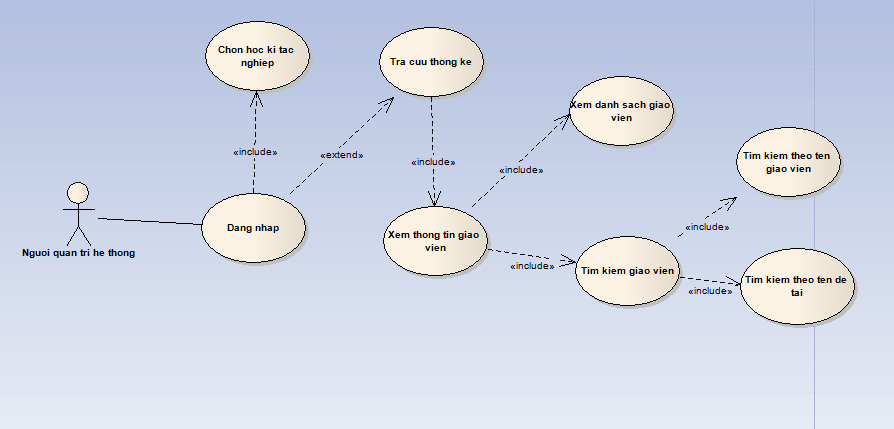 Chon hoc ki tac
nghiep
Tra cuu thong ke
Xem danh sach giao
vien
Tim kiem theo ten
giao vien
«include»
«extend»
«include»
«include»
Nguoi quan tri he thong
Dang nhap
Xem thong tin giao
vien
«include»
«include»
Tim kiem giao vien
«include»
Tim kiem theo ten de
tai